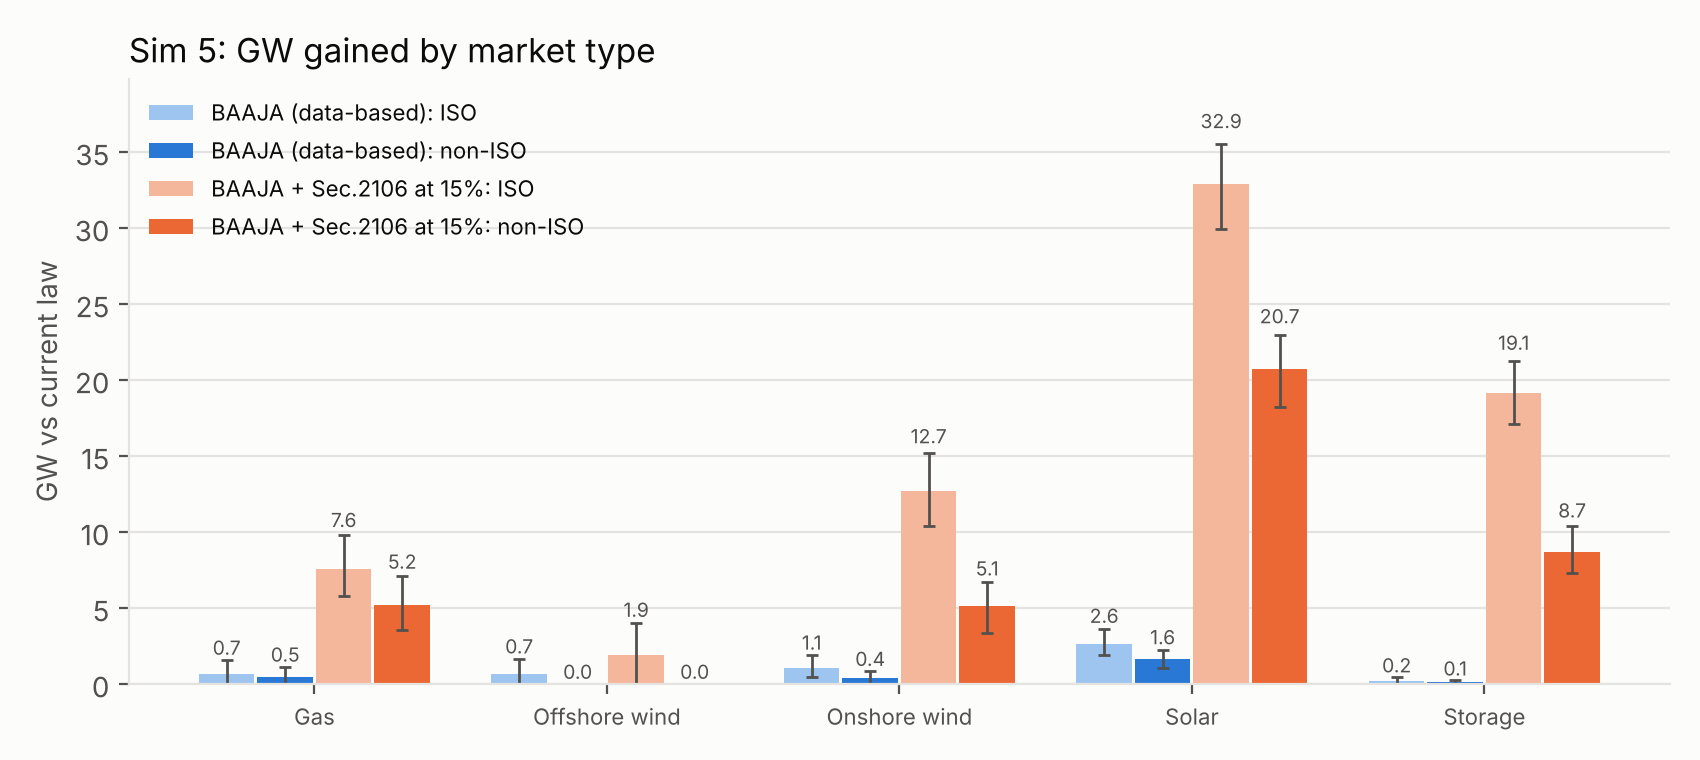 Sim 5: GW gained by market type
BAAJA (data-based): ISO
BAAJA (data-based): non-ISO
BAAJA + Sec.2106 at 15%: ISO
BAAJA + Sec.2106 at 15%: non-ISO
GW vs current law
35
30
25
20
15
10
5
0
0.7
0.5
7.6
5.2
0.7
0.0
1.9
0.0
1.1
0.4
12.7
5.1
2.6
1.6
32.9
20.7
0.2
0.1
19.1
8.7
Gas
Offshore wind
Onshore wind
Solar
Storage